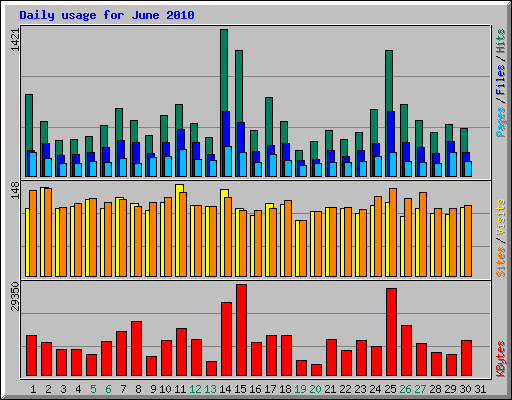 Daily usage for June 2010
1421
Pages / Files / Hits
148
Sites / Visits
29350
KBytes
1 2 3 4 5 6 7 8 9 10 11 12 13 14 15 16 17 18 19 20 21 22 23 24 25 26 27 28 29 30 31